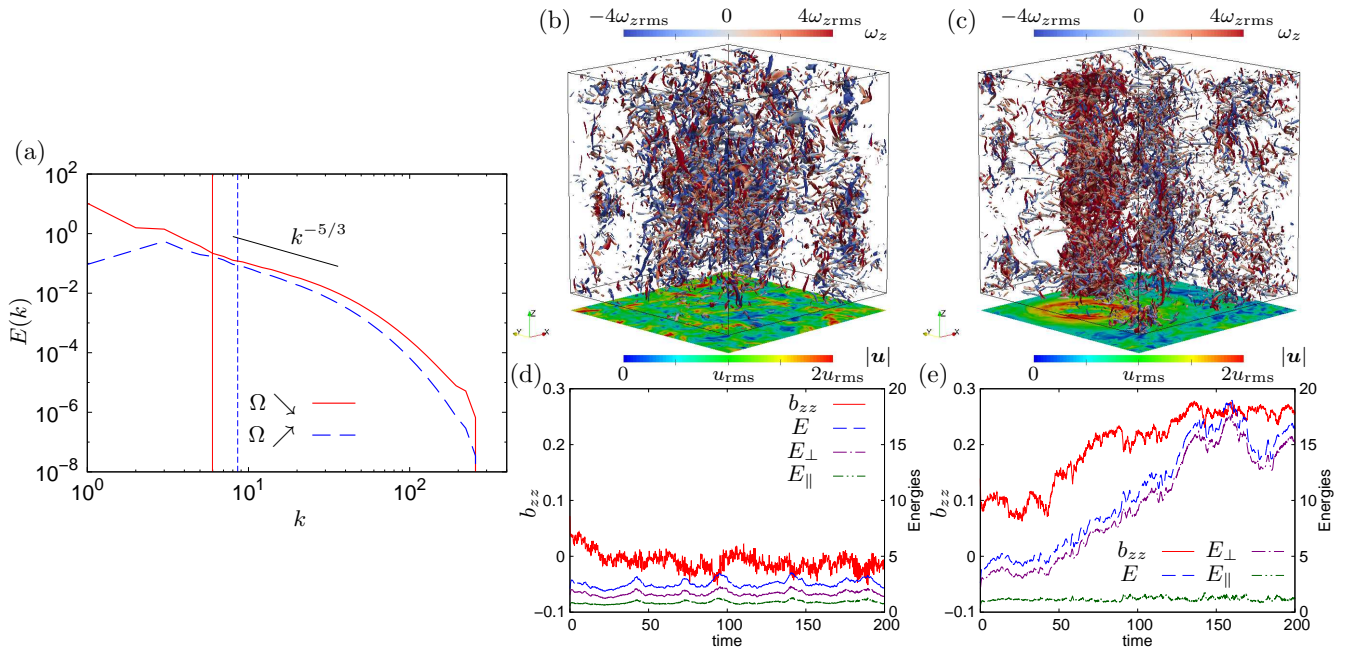 (b)
−4ω_zrms 0 4ω_zrms
ω_z
(c)
−4ω_zrms 0 4ω_zrms
ω_z
(a)
10^2
10^0
10^−2
10^−4
10^−6
10^−8
E(k)
k^−5/3
Ω ↘
Ω ↗
10^0 10^1 10^2
k
Z
Y X
Z
Y X
0 u_rms 2u_rms
|u|
0 u_rms 2u_rms
|u|
(d)
0.3
0.2
0.1
0
−0.1
b_zz
b_zz
E
E_⊥
E_∥
20
15
10
5
0
Energies
0 50 100 150 200
time
(e)
0.3
0.2
0.1
0
−0.1
b_zz
b_zz E_⊥
E E_∥
20
15
10
5
0
Energies
0 50 100 150 200
time